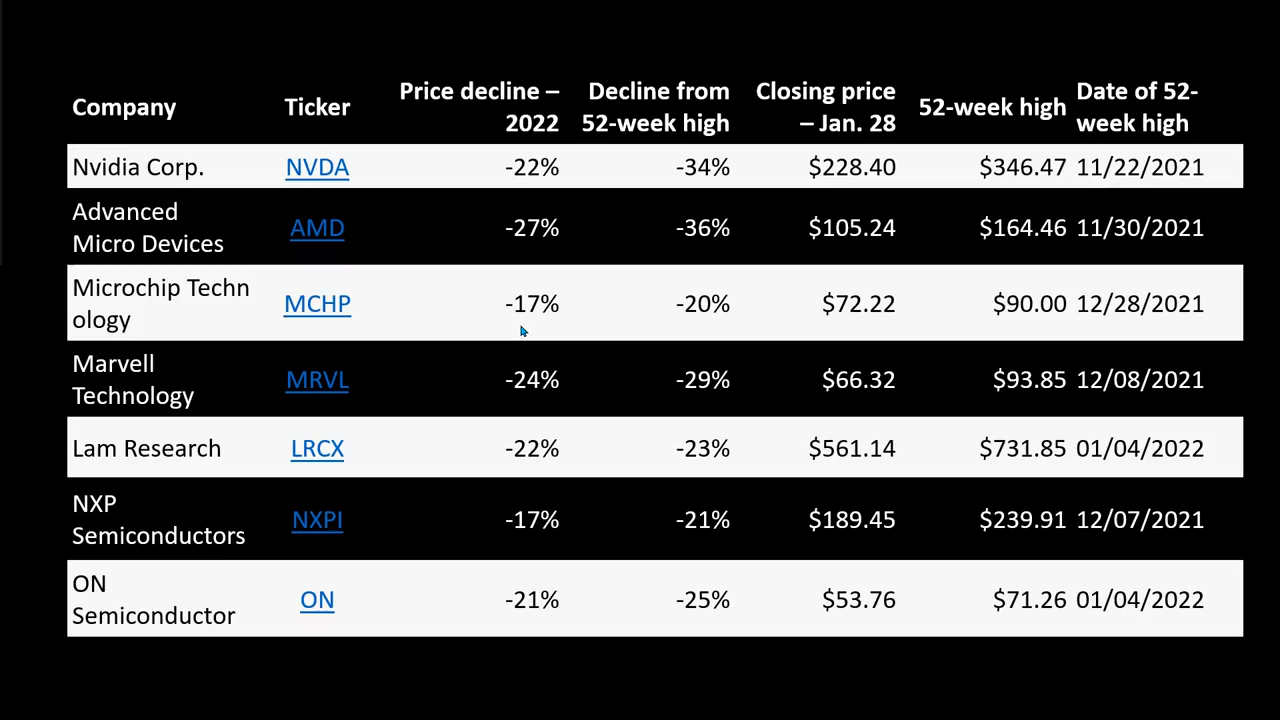 Company Ticker Price decline – 2022 Decline from 52-week high Closing price – Jan. 28 52-week high Date of 52-week high
Nvidia Corp. NVDA -22% -34% $228.40 $346.47 11/22/2021
Advanced Micro Devices AMD -27% -36% $105.24 $164.46 11/30/2021
Microchip Technology MCHP -17% -20% $72.22 $90.00 12/28/2021
Marvell Technology MRVL -24% -29% $66.32 $93.85 12/08/2021
Lam Research LRCX -22% -23% $561.14 $731.85 01/04/2022
NXP Semiconductors NXPI -17% -21% $189.45 $239.91 12/07/2021
ON Semiconductor ON -21% -25% $53.76 $71.26 01/04/2022